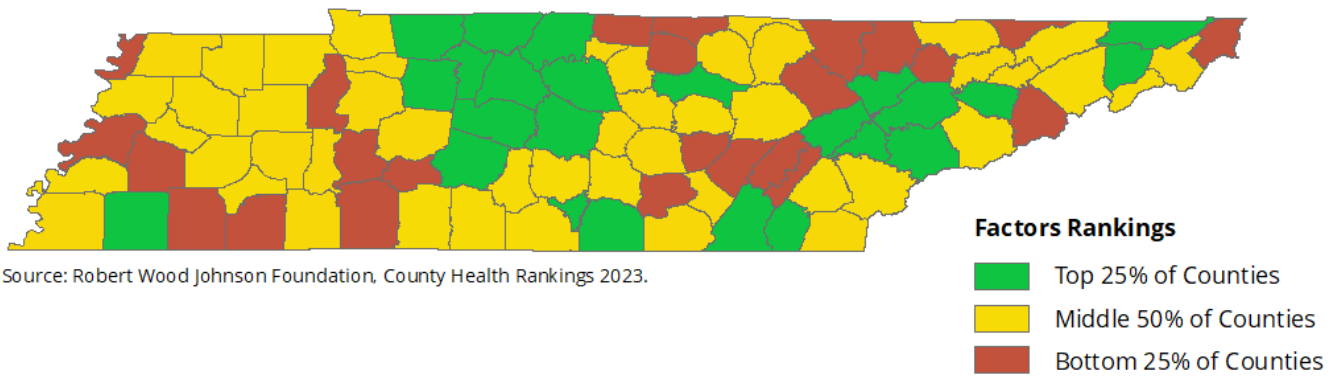 Factors Rankings
Source: Robert Wood Johnson Foundation, County Health Rankings 2023.
Top 25% of Counties
Middle 50% of Counties
Bottom 25% of Counties